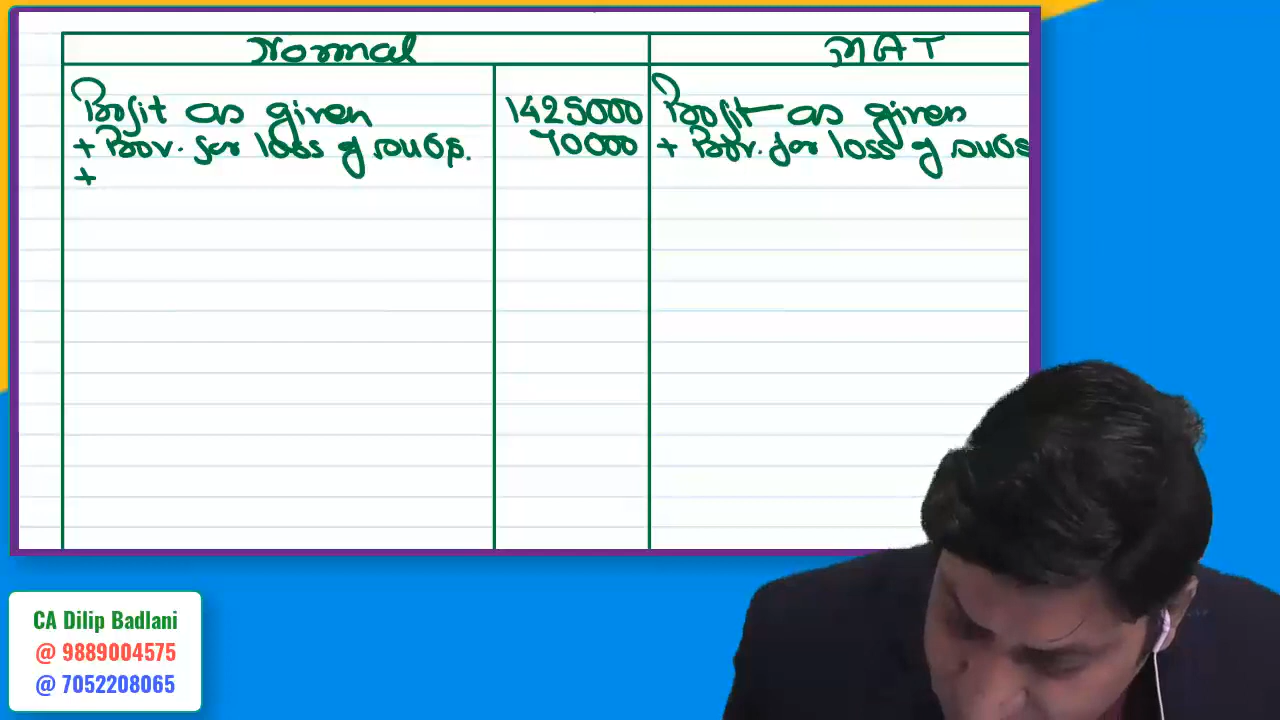 Normal
MAT
Profit as given 1425000 Profit as given
+ Prov. for loss of subs. 70000 + Prov. for loss of subs
+
CA Dilip Badlani
@ 9889004575
@ 7052208065